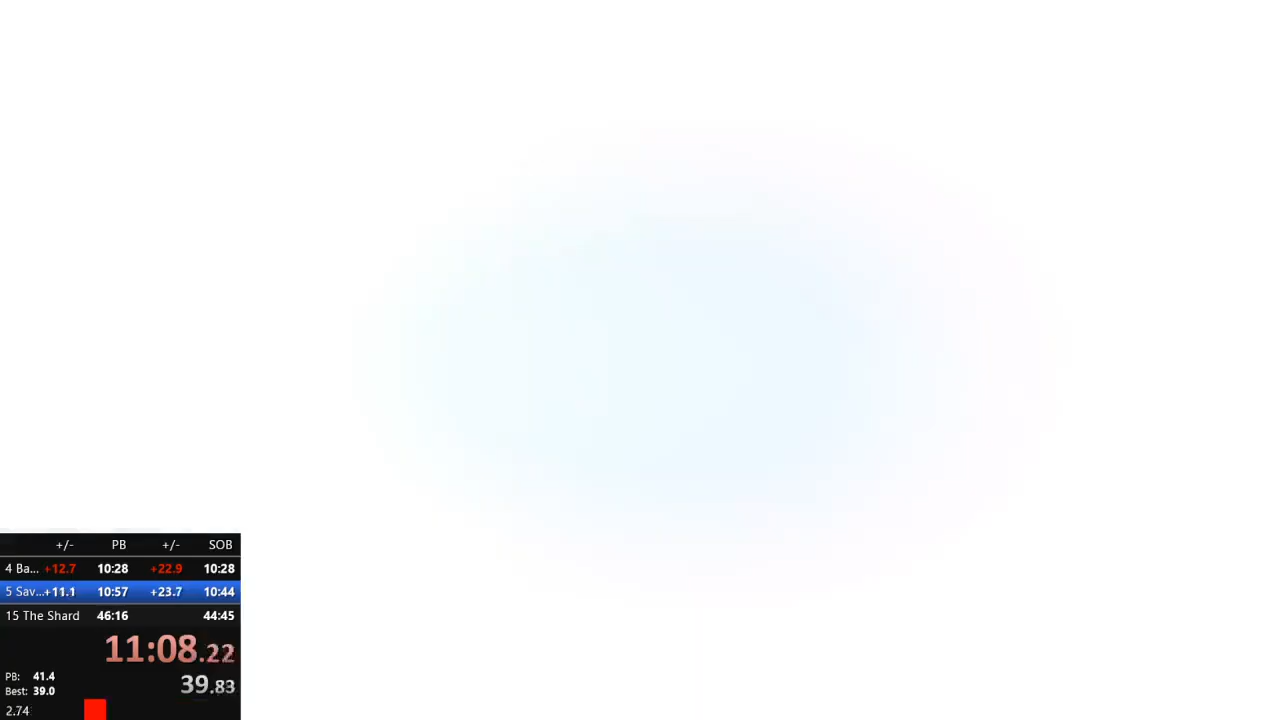 +/- PB +/- SOB
4 Ba... +12.7 10:28 +22.9 10:28
5 Sav...+11.1 10:57 +23.7 10:44
15 The Shard 46:16 44:45
11:08.22
PB: 41.4
Best: 39.0
39.83
2.74